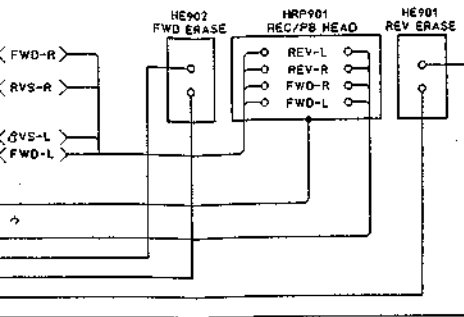 HE902
FWD ERASE
HRP901
REC/PB HEAD
HE901
REV ERASE
FWD-R
RVS-R
RVS-L
FWD-L
REV-L
REV-R
FWD-R
FWD-L